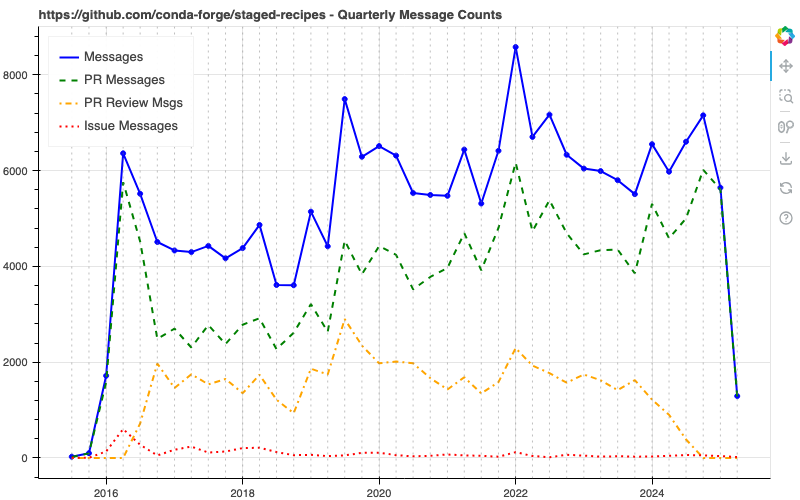 https://github.com/conda-forge/staged-recipes - Quarterly Message Counts
Messages
PR Messages
PR Review Msgs
Issue Messages
8000
6000
4000
2000
0
2016 2018 2020 2022 2024